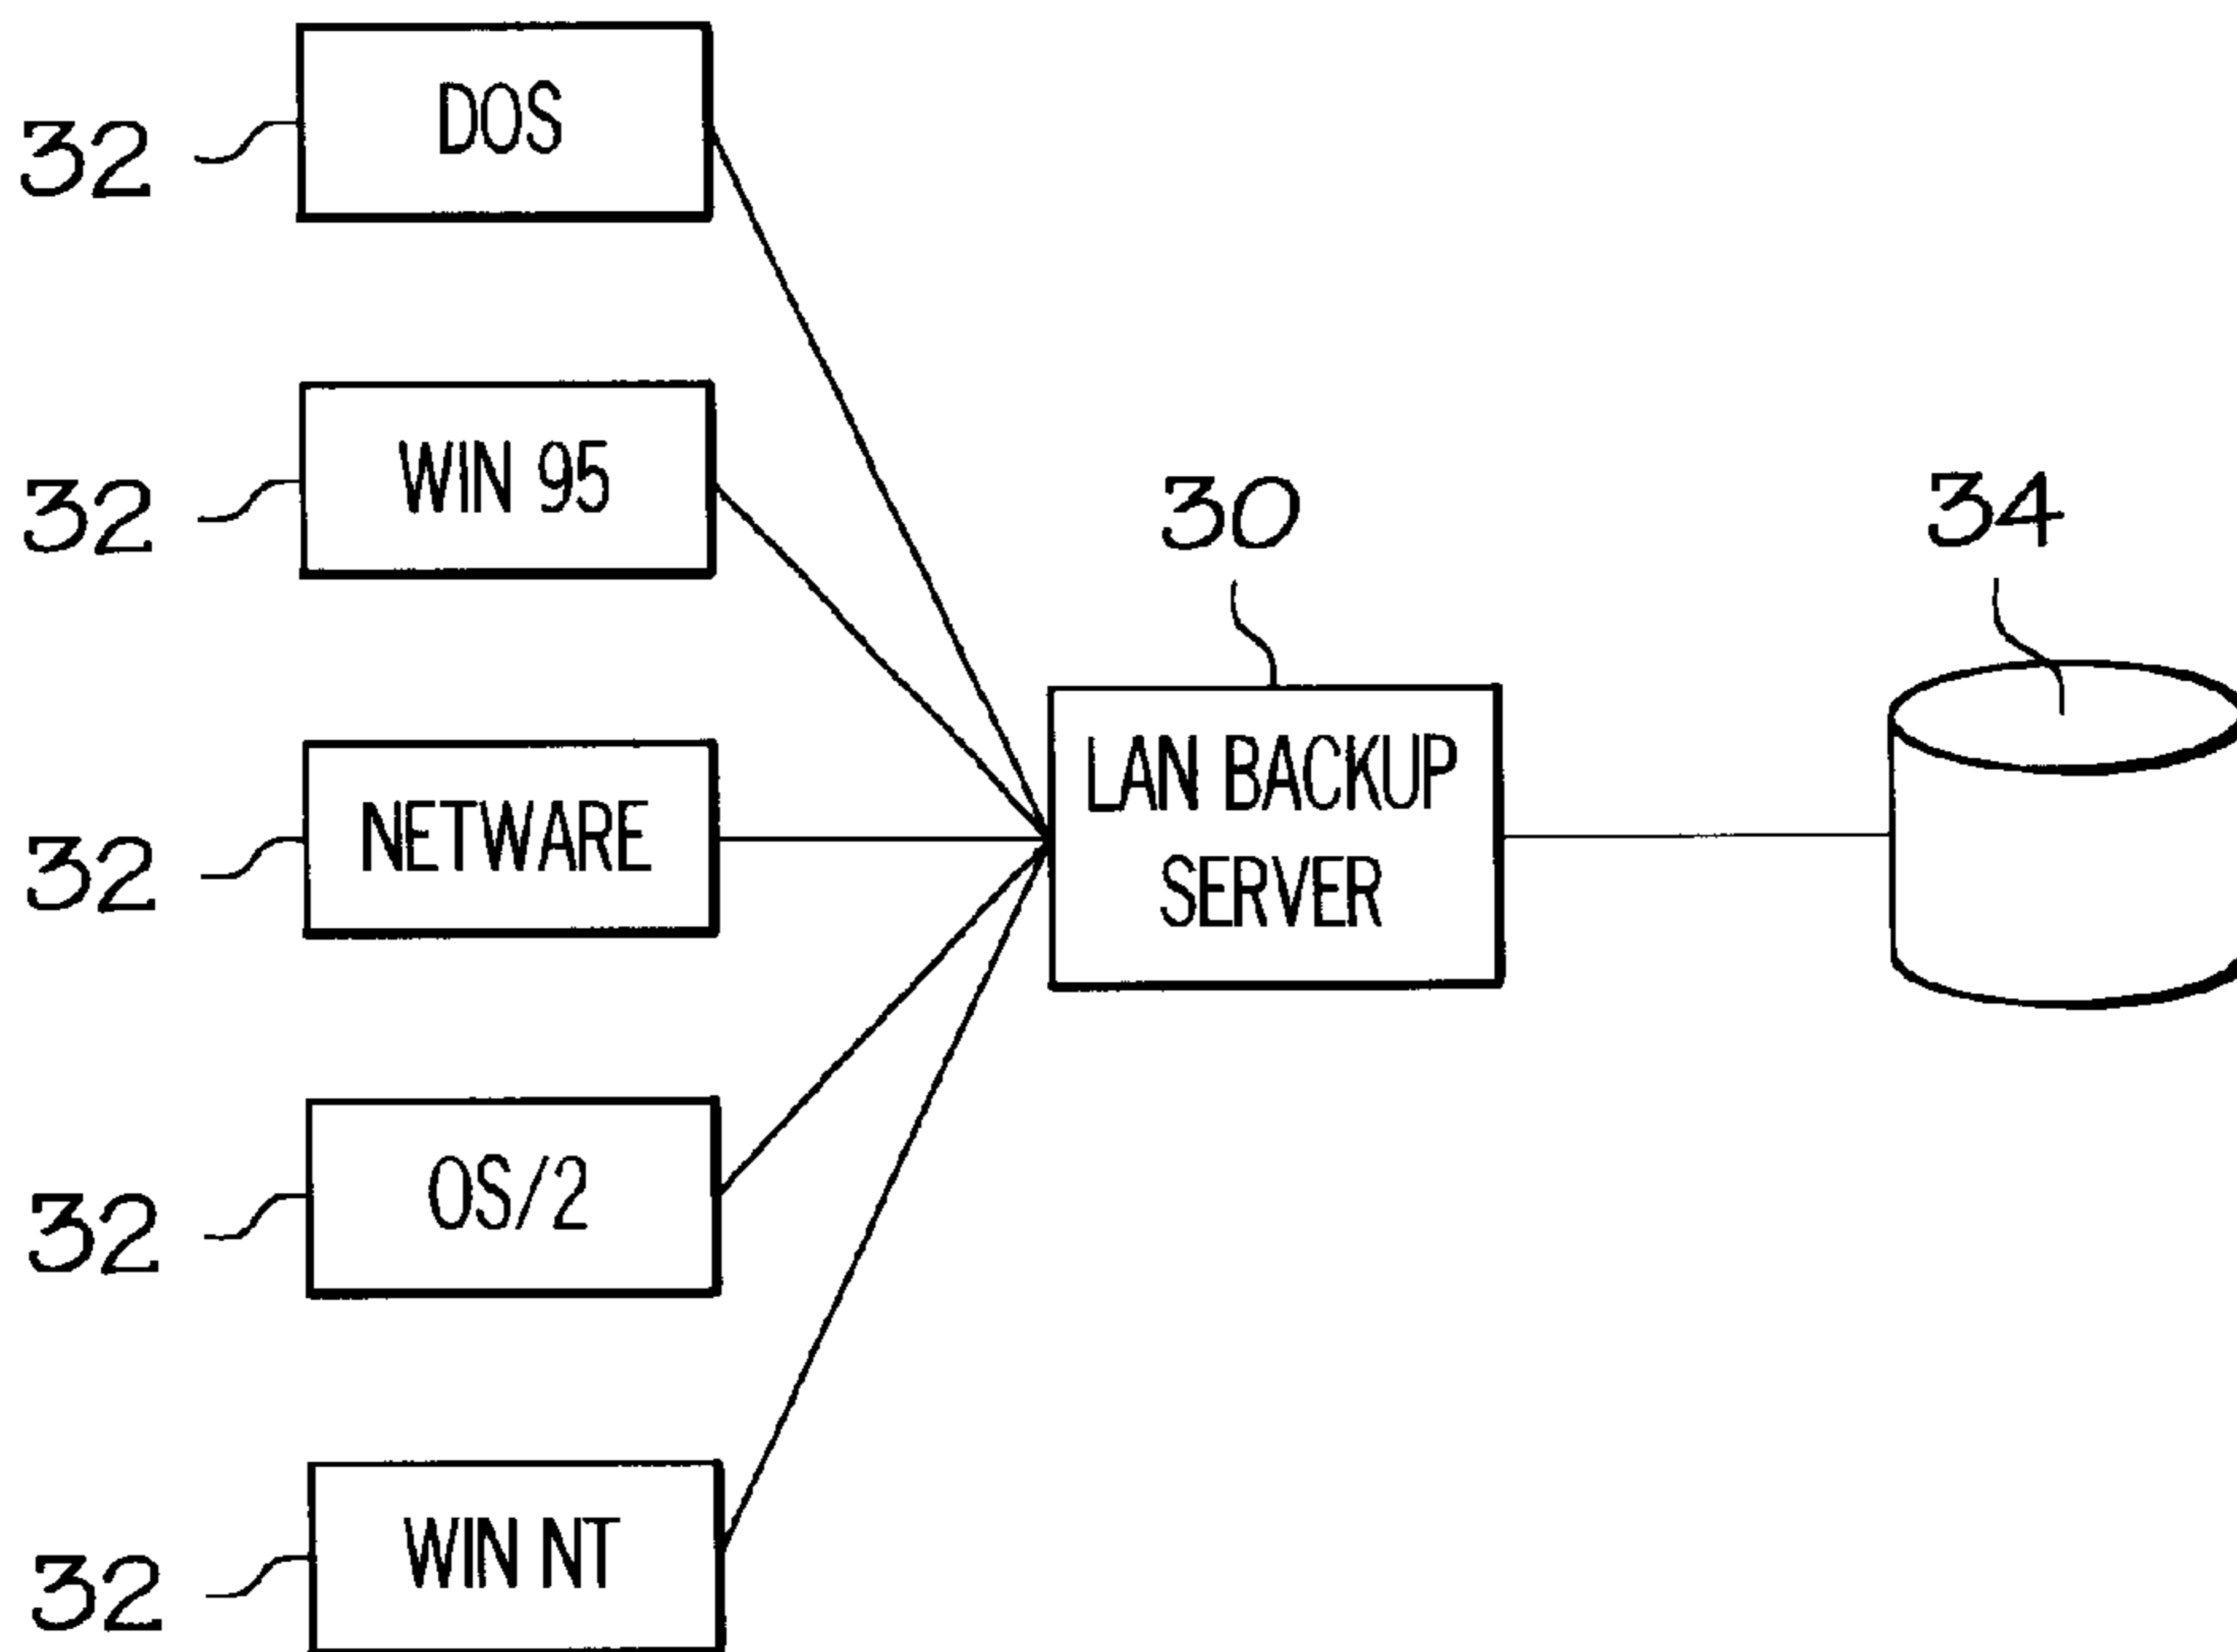 32
DOS
32
WIN 95
30
34
32
NETWARE
LAN BACKUP
SERVER
32
OS/2
32
WIN NT